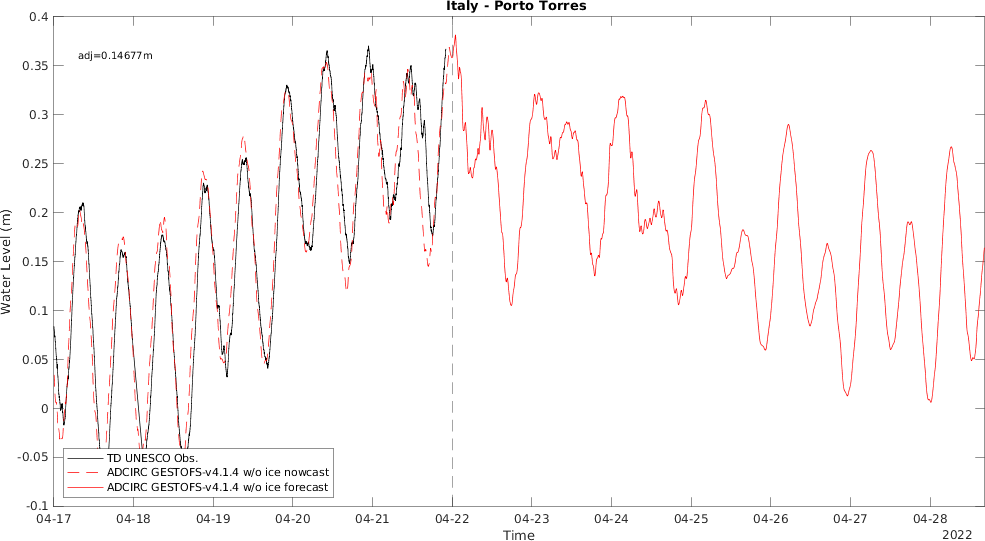 Italy - Porto Torres
adj=0.14677m
Water Level (m)
0.4
0.35
0.3
0.25
0.2
0.15
0.1
0.05
0
-0.05
-0.1
TD UNESCO Obs.
ADCIRC GESTOFS-v4.1.4 w/o ice nowcast
ADCIRC GESTOFS-v4.1.4 w/o ice forecast
04-17 04-18 04-19 04-20 04-21 04-22 04-23 04-24 04-25 04-26 04-27 04-28
Time
2022